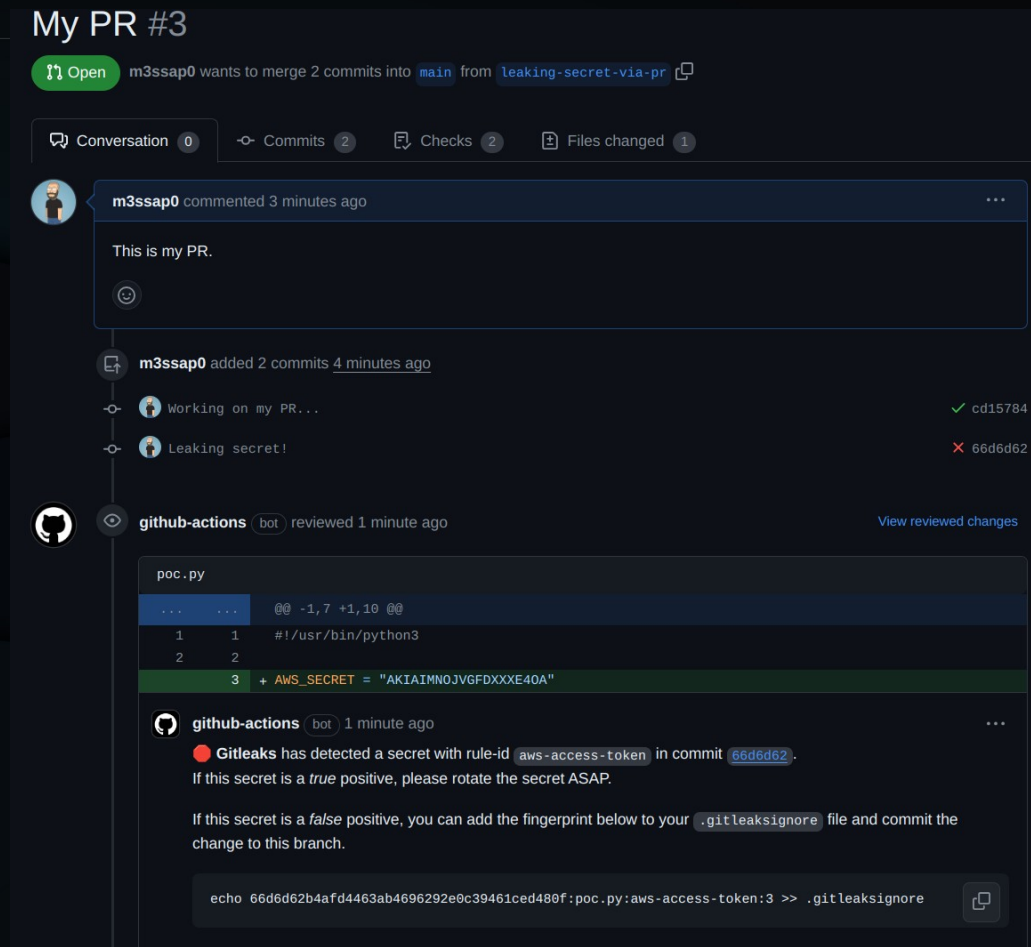 My PR #3
Open m3ssap0 wants to merge 2 commits into main from leaking-secret-via-pr
Conversation 0 Commits 2 Checks 2 Files changed 1
m3ssap0 commented 3 minutes ago
This is my PR.
m3ssap0 added 2 commits 4 minutes ago
Working on my PR... cd15784
Leaking secret! 66d6d62
github-actions bot reviewed 1 minute ago View reviewed changes
poc.py
... ... @@ -1,7 +1,10 @@
1 1 #!/usr/bin/python3
2 2
3 + AWS_SECRET = "AKIAIMNOJVGFDXXXE4OA"
github-actions bot 1 minute ago
Gitleaks has detected a secret with rule-id aws-access-token in commit 66d6d62.
If this secret is a true positive, please rotate the secret ASAP.
If this secret is a false positive, you can add the fingerprint below to your .gitleaksignore file and commit the
change to this branch.
echo 66d6d62b4afd4463ab4696292e0c39461ced480f:poc.py:aws-access-token:3 >> .gitleaksignore